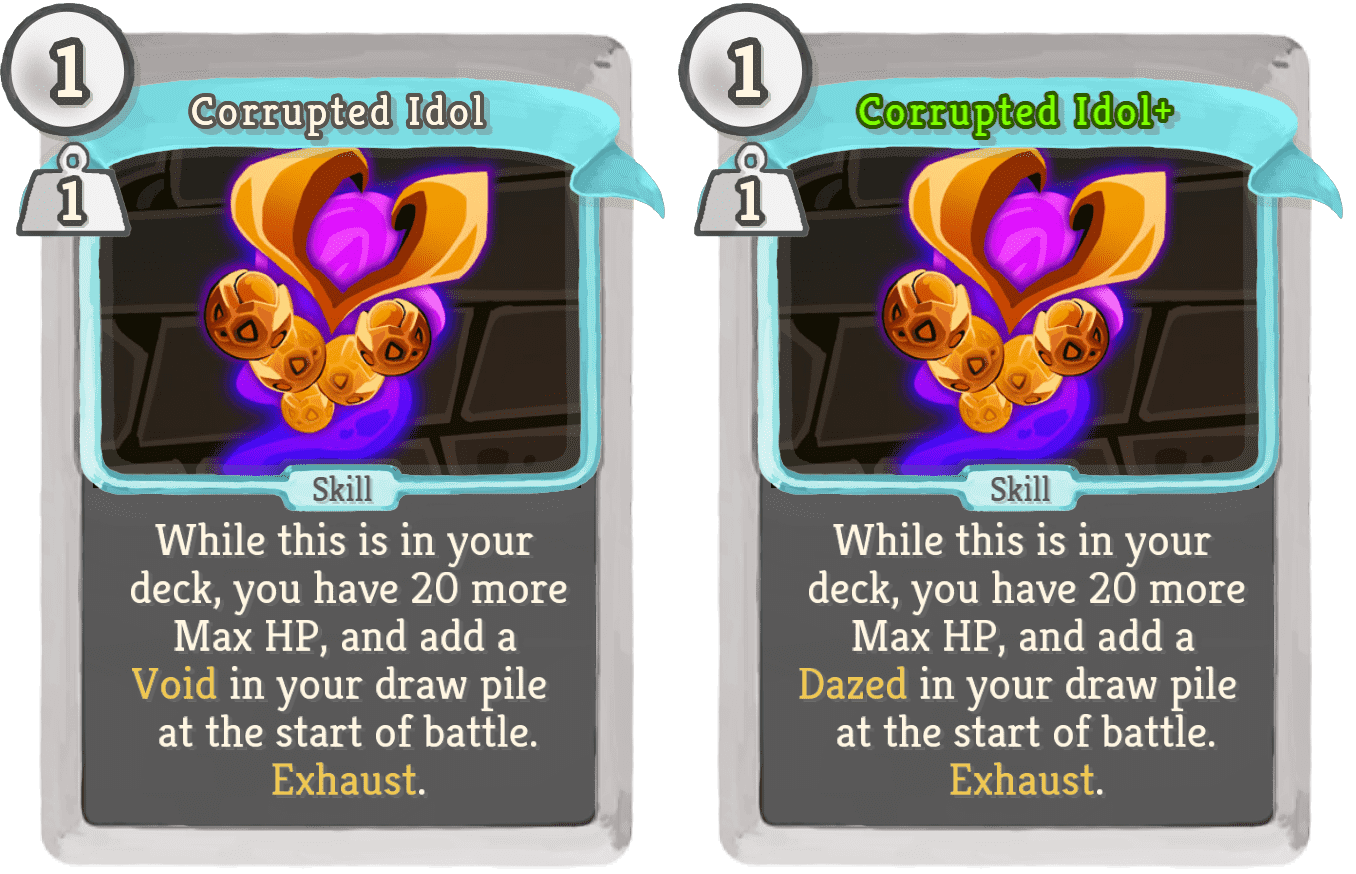 1
Corrupted Idol
1
Skill
While this is in your
deck, you have 20 more
Max HP, and add a
Void in your draw pile
at the start of battle.
Exhaust.
1
Corrupted Idol+
1
Skill
While this is in your
deck, you have 20 more
Max HP, and add a
Dazed in your draw pile
at the start of battle.
Exhaust.